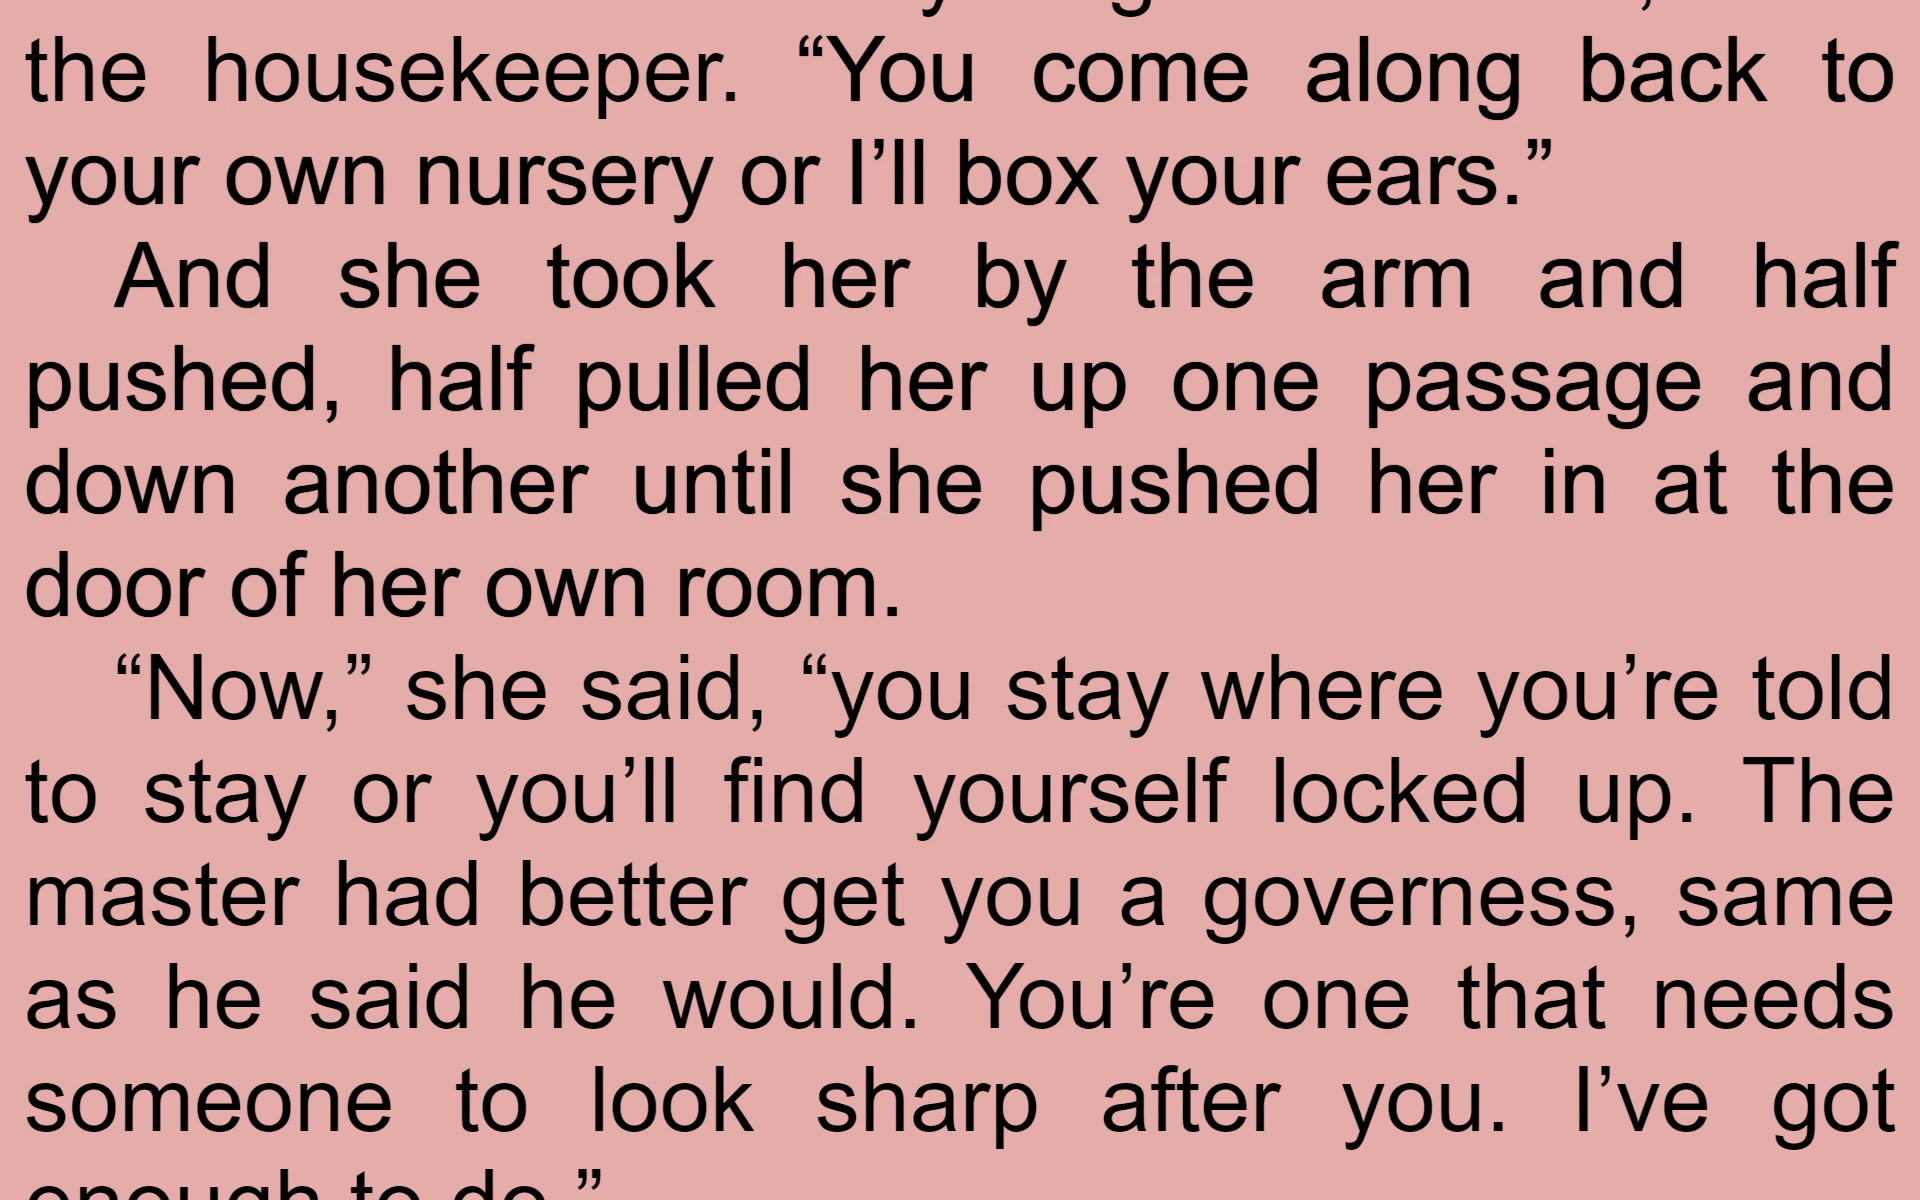 the housekeeper. “You come along back to
your own nursery or I’ll box your ears.”
And she took her by the arm and half
pushed, half pulled her up one passage and
down another until she pushed her in at the
door of her own room.
“Now,” she said, “you stay where you’re told
to stay or you’ll find yourself locked up. The
master had better get you a governess, same
as he said he would. You’re one that needs
someone to look sharp after you. I’ve got
enough to do.”